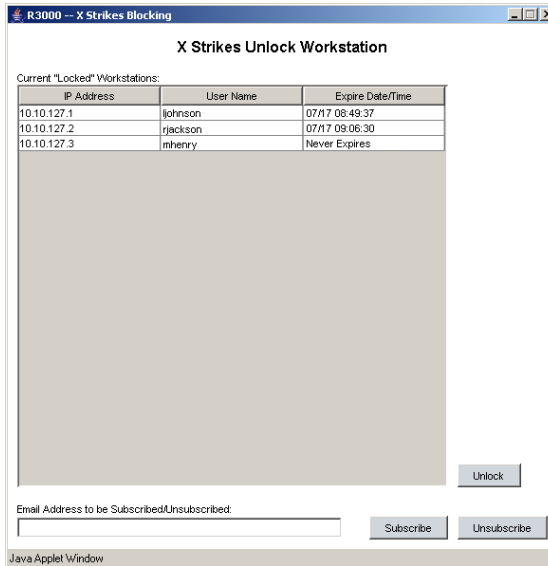 R3000 -- X Strikes Blocking
X Strikes Unlock Workstation
Current "Locked" Workstations:
IP Address User Name Expire Date/Time
10.10.127.1 ljohnson 07/17 08:49:37
10.10.127.2 rjackson 07/17 09:06:30
10.10.127.3 mhenry Never Expires
Unlock
Email Address to be Subscribed/Unsubscribed:
Subscribe Unsubscribe
Java Applet Window